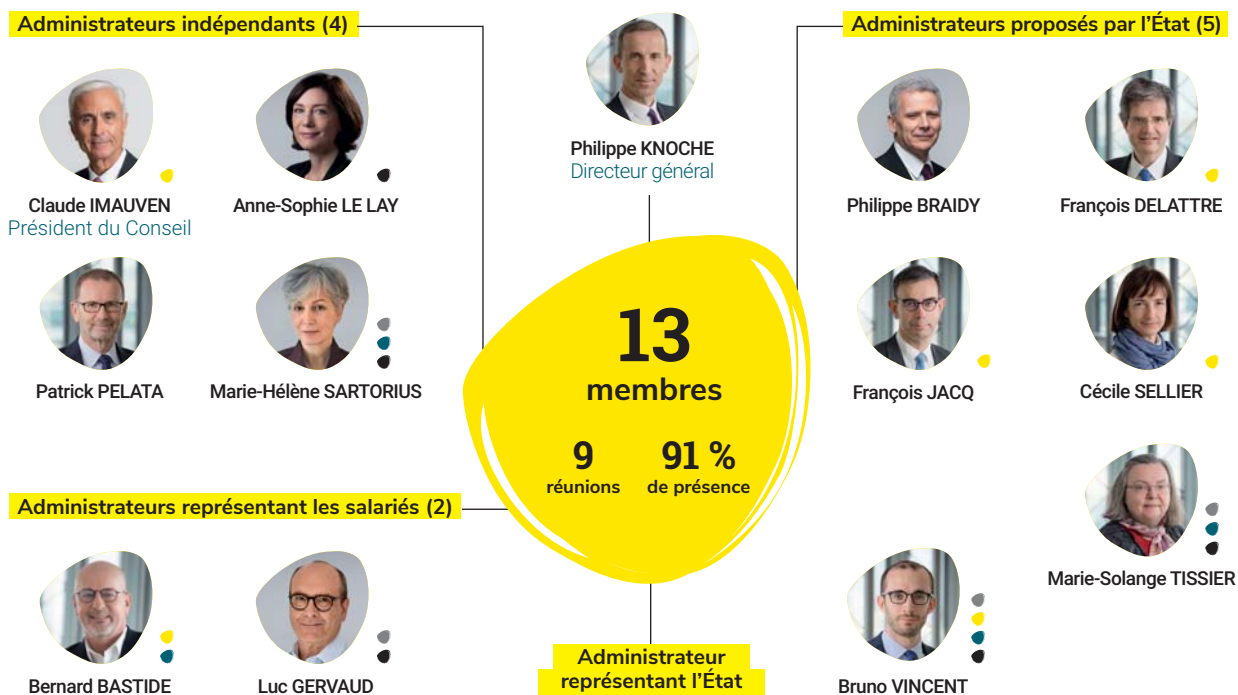 Administrateurs indépendants (4)
Claude IMAUVEN
Président du Conseil
Anne-Sophie LE LAY
Patrick PELATA
Marie-Hélène SARTORIUS
Philippe KNOCHE
Directeur général
Administrateurs proposés par l'État (5)
Philippe BRAIDY
François DELATTRE
François JACQ
Cécile SELLIER
Marie-Solange TISSIER
13
membres
9
réunions
91 %
de présence
Administrateurs représentant les salariés (2)
Bernard BASTIDE
Luc GERVAUD
Administrateur
représentant l'État
Bruno VINCENT